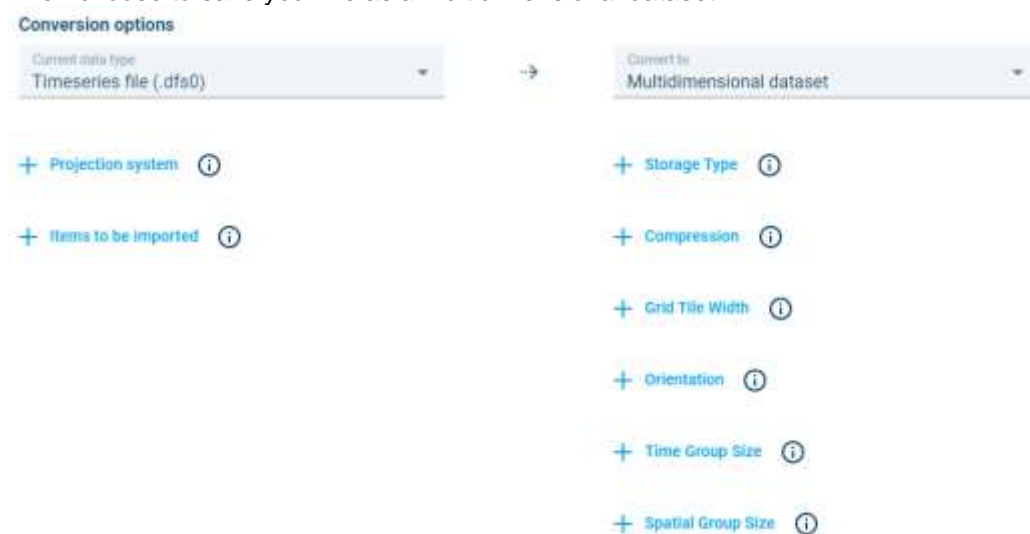 Conversion options
Current data type
Timeseries file (.dfs0)
Convert to
Multidimensional dataset
+ Projection system
+ Storage Type
+ Items to be imported
+ Compression
+ Grid Tile Width
+ Orientation
+ Time Group Size
+ Spatial Group Size